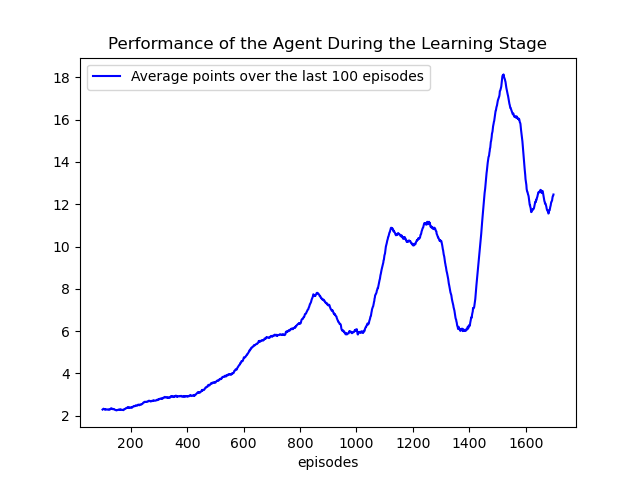 Performance of the Agent During the Learning Stage
Average points over the last 100 episodes
18
16
14
12
10
8
6
4
2
200 400 600 800 1000 1200 1400 1600
episodes